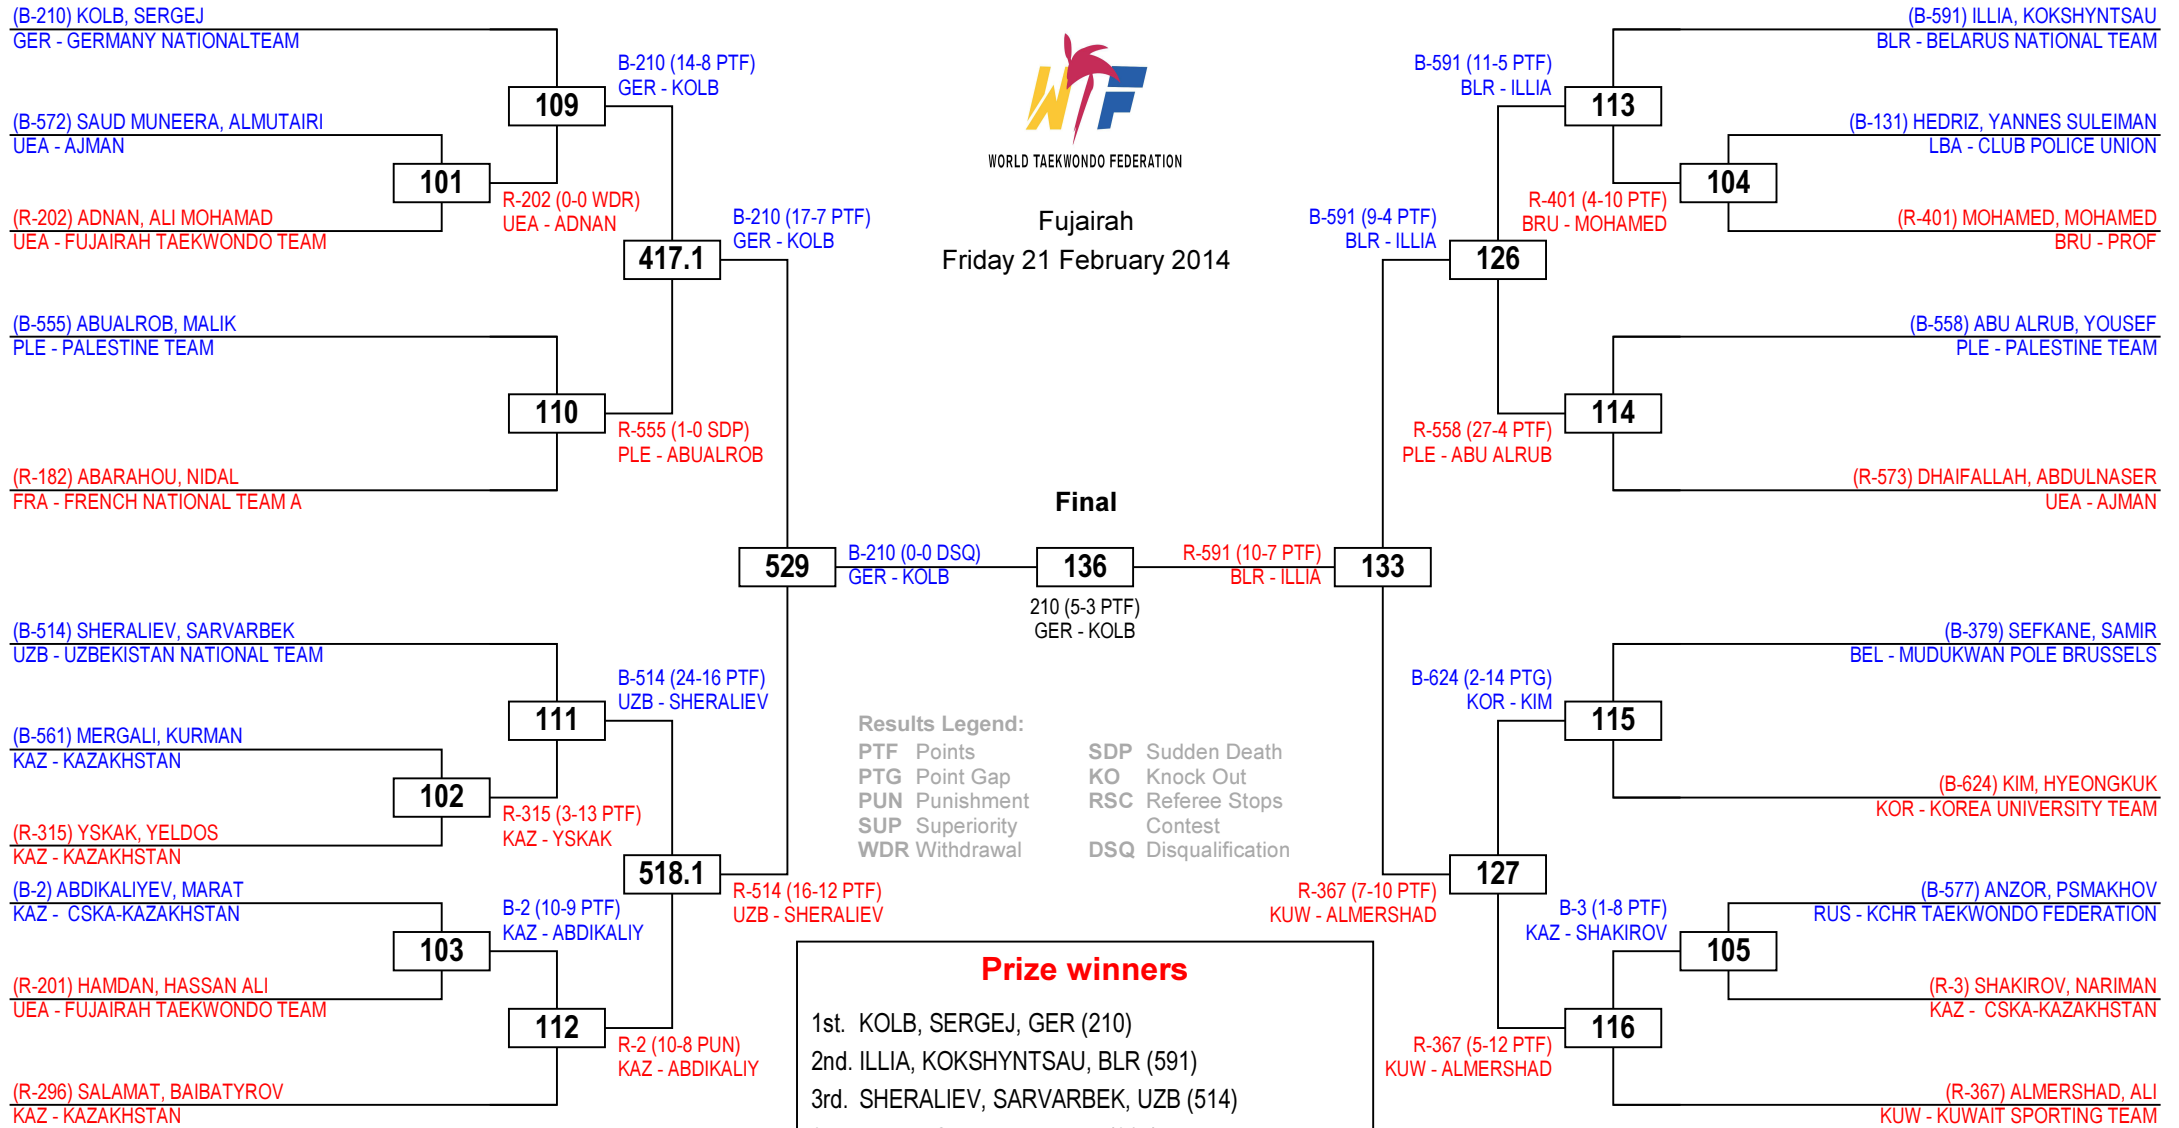 (B-210) KOLB, SERGEJ
GER - GERMANY NATIONALTEAM
(B-572) SAUD MUNEERA, ALMUTAIRI
UEA - AJMAN
(R-202) ADNAN, ALI MOHAMAD
UEA - FUJAIRAH TAEKWONDO TEAM
(B-555) ABUALROB, MALIK
PLE - PALESTINE TEAM
(R-182) ABARAHOU, NIDAL
FRA - FRENCH NATIONAL TEAM A
(B-514) SHERALIEV, SARVARBEK
UZB - UZBEKISTAN NATIONAL TEAM
(B-561) MERGALI, KURMAN
KAZ - KAZAKHSTAN
(R-315) YSKAK, YELDOS
KAZ - KAZAKHSTAN
(B-2) ABDIKALIYEV, MARAT
KAZ - CSKA-KAZAKHSTAN
(R-201) HAMDAN, HASSAN ALI
UEA - FUJAIRAH TAEKWONDO TEAM
(R-296) SALAMAT, BAIBATYROV
KAZ - KAZAKHSTAN
101
102
103
R-202 (0-0 WDR)
UEA - ADNAN
R-315 (3-13 PTF)
KAZ - YSKAK
B-2 (10-9 PTF)
KAZ - ABDIKALIY
109
110
111
112
B-210 (14-8 PTF)
GER - KOLB
R-555 (1-0 SDP)
PLE - ABUALROB
B-514 (24-16 PTF)
UZB - SHERALIEV
R-2 (10-8 PUN)
KAZ - ABDIKALIY
417.1
518.1
B-210 (17-7 PTF)
GER - KOLB
R-514 (16-12 PTF)
UZB - SHERALIEV
529
B-210 (0-0 DSQ)
GER - KOLB
WTF
WORLD TAEKWONDO FEDERATION
Fujairah
Friday 21 February 2014
Final
136
210 (5-3 PTF)
GER - KOLB
Results Legend:
PTF Points
PTG Point Gap
PUN Punishment
SUP Superiority
WDR Withdrawal
SDP Sudden Death
KO Knock Out
RSC Referee Stops
Contest
DSQ Disqualification
Prize winners
1st. KOLB, SERGEJ, GER (210)
2nd. ILLIA, KOKSHYNTSAU, BLR (591)
3rd. SHERALIEV, SARVARBEK, UZB (514)
R-591 (10-7 PTF)
BLR - ILLIA
133
B-591 (9-4 PTF)
BLR - ILLIA
R-367 (7-10 PTF)
KUW - ALMERSHAD
126
127
B-591 (11-5 PTF)
BLR - ILLIA
R-558 (27-4 PTF)
PLE - ABU ALRUB
B-624 (2-14 PTG)
KOR - KIM
R-367 (5-12 PTF)
KUW - ALMERSHAD
113
114
115
116
R-401 (4-10 PTF)
BRU - MOHAMED
B-3 (1-8 PTF)
KAZ - SHAKIROV
104
105
(B-591) ILLIA, KOKSHYNTSAU
BLR - BELARUS NATIONAL TEAM
(B-131) HEDRIZ, YANNES SULEIMAN
LBA - CLUB POLICE UNION
(R-401) MOHAMED, MOHAMED
BRU - PROF
(B-558) ABU ALRUB, YOUSEF
PLE - PALESTINE TEAM
(R-573) DHAIFALLAH, ABDULNASER
UEA - AJMAN
(B-379) SEFKANE, SAMIR
BEL - MUDUKWAN POLE BRUSSELS
(B-624) KIM, HYEONGKUK
KOR - KOREA UNIVERSITY TEAM
(B-577) ANZOR, PSMAKHOV
RUS - KCHR TAEKWONDO FEDERATION
(R-3) SHAKIROV, NARIMAN
KAZ - CSKA-KAZAKHSTAN
(R-367) ALMERSHAD, ALI
KUW - KUWAIT SPORTING TEAM